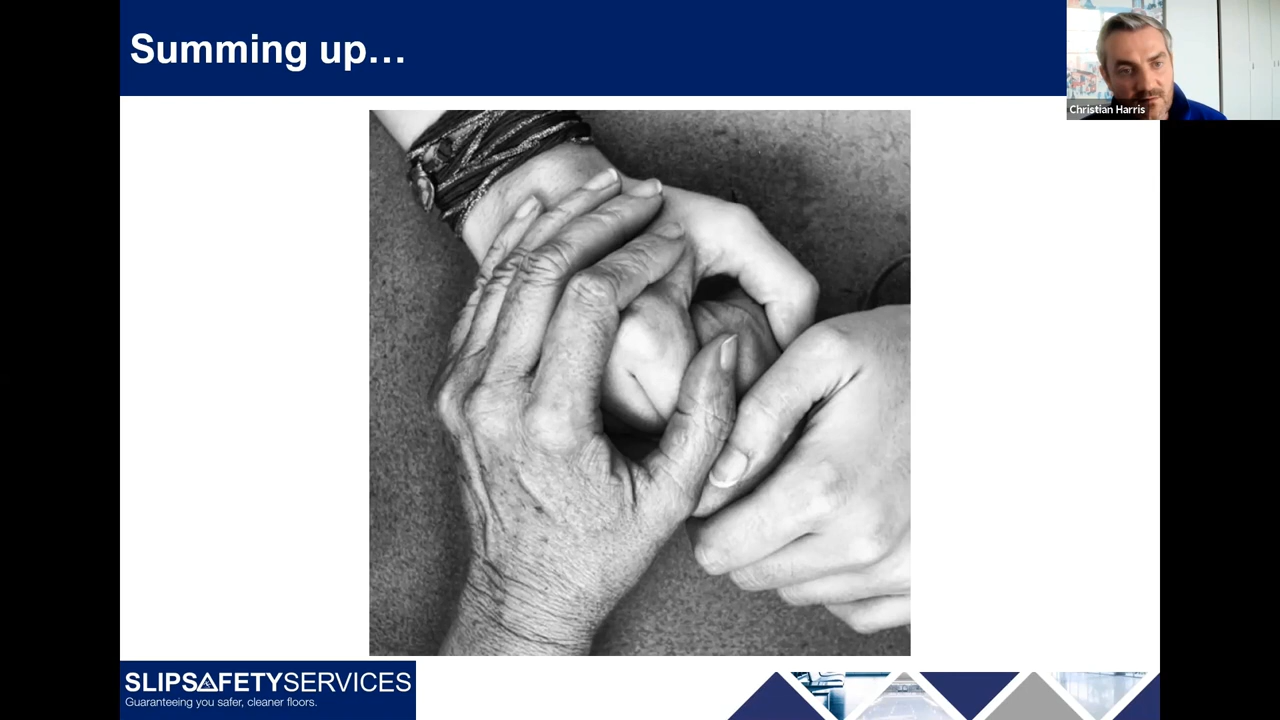 Summing up...
Christian Harris
SLIPSAFETYSERVICES
Guaranteeing you safer, cleaner floors.